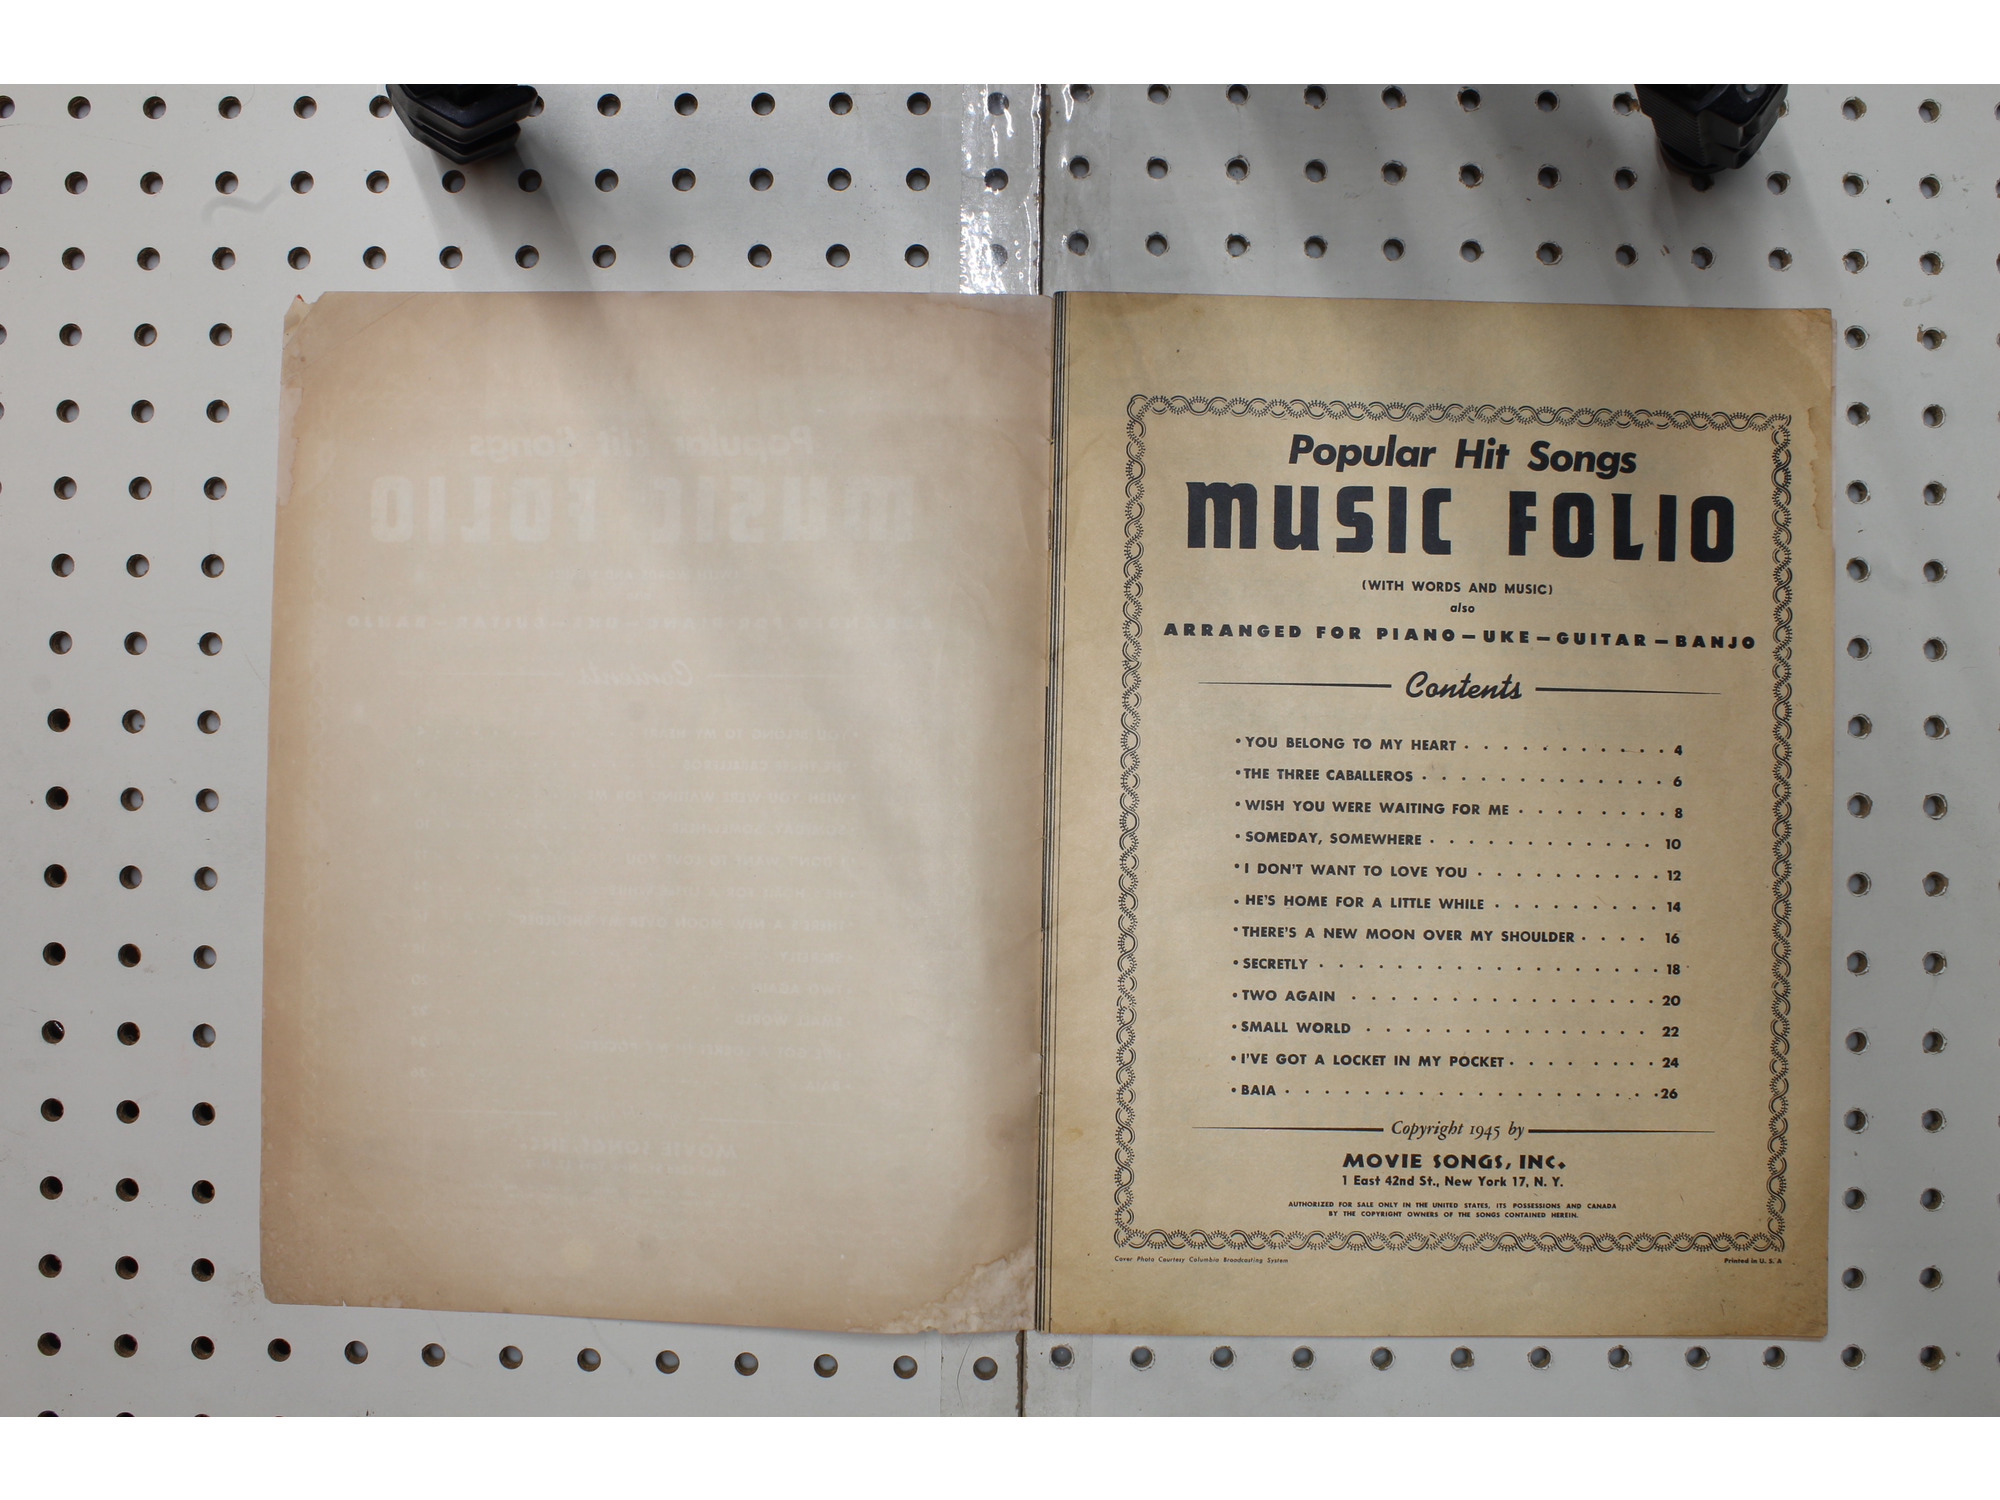 Popular Hit Songs
MUSIC FOLIO
(WITH WORDS AND MUSIC)
also
ARRANGED FOR PIANO—UKE—GUITAR—BANJO
Contents
• YOU BELONG TO MY HEART . . . . . . . . . . . 4
• THE THREE CABALLEROS . . . . . . . . . . . . . 6
• WISH YOU WERE WAITING FOR ME . . . . . . . . 8
• SOMEDAY, SOMEWHERE . . . . . . . . . . . . 10
• I DON'T WANT TO LOVE YOU . . . . . . . . . . 12
• HE'S HOME FOR A LITTLE WHILE . . . . . . . . . 14
• THERE'S A NEW MOON OVER MY SHOULDER . . . . 16
• SECRETLY . . . . . . . . . . . . . . . . . . 18
• TWO AGAIN . . . . . . . . . . . . . . . . 20
• SMALL WORLD . . . . . . . . . . . . . . . 22
• I'VE GOT A LOCKET IN MY POCKET . . . . . . . . 24
• BAIA . . . . . . . . . . . . . . . . . . . . 26
Copyright 1945 by
MOVIE SONGS, INC.
1 East 42nd St., New York 17, N. Y.
AUTHORIZED FOR SALE ONLY IN THE UNITED STATES, ITS POSSESSIONS AND CANADA
BY THE COPYRIGHT OWNERS OF THE SONGS CONTAINED HEREIN.
Cover Photo Courtesy Columbia Broadcasting System
Printed in U. S. A